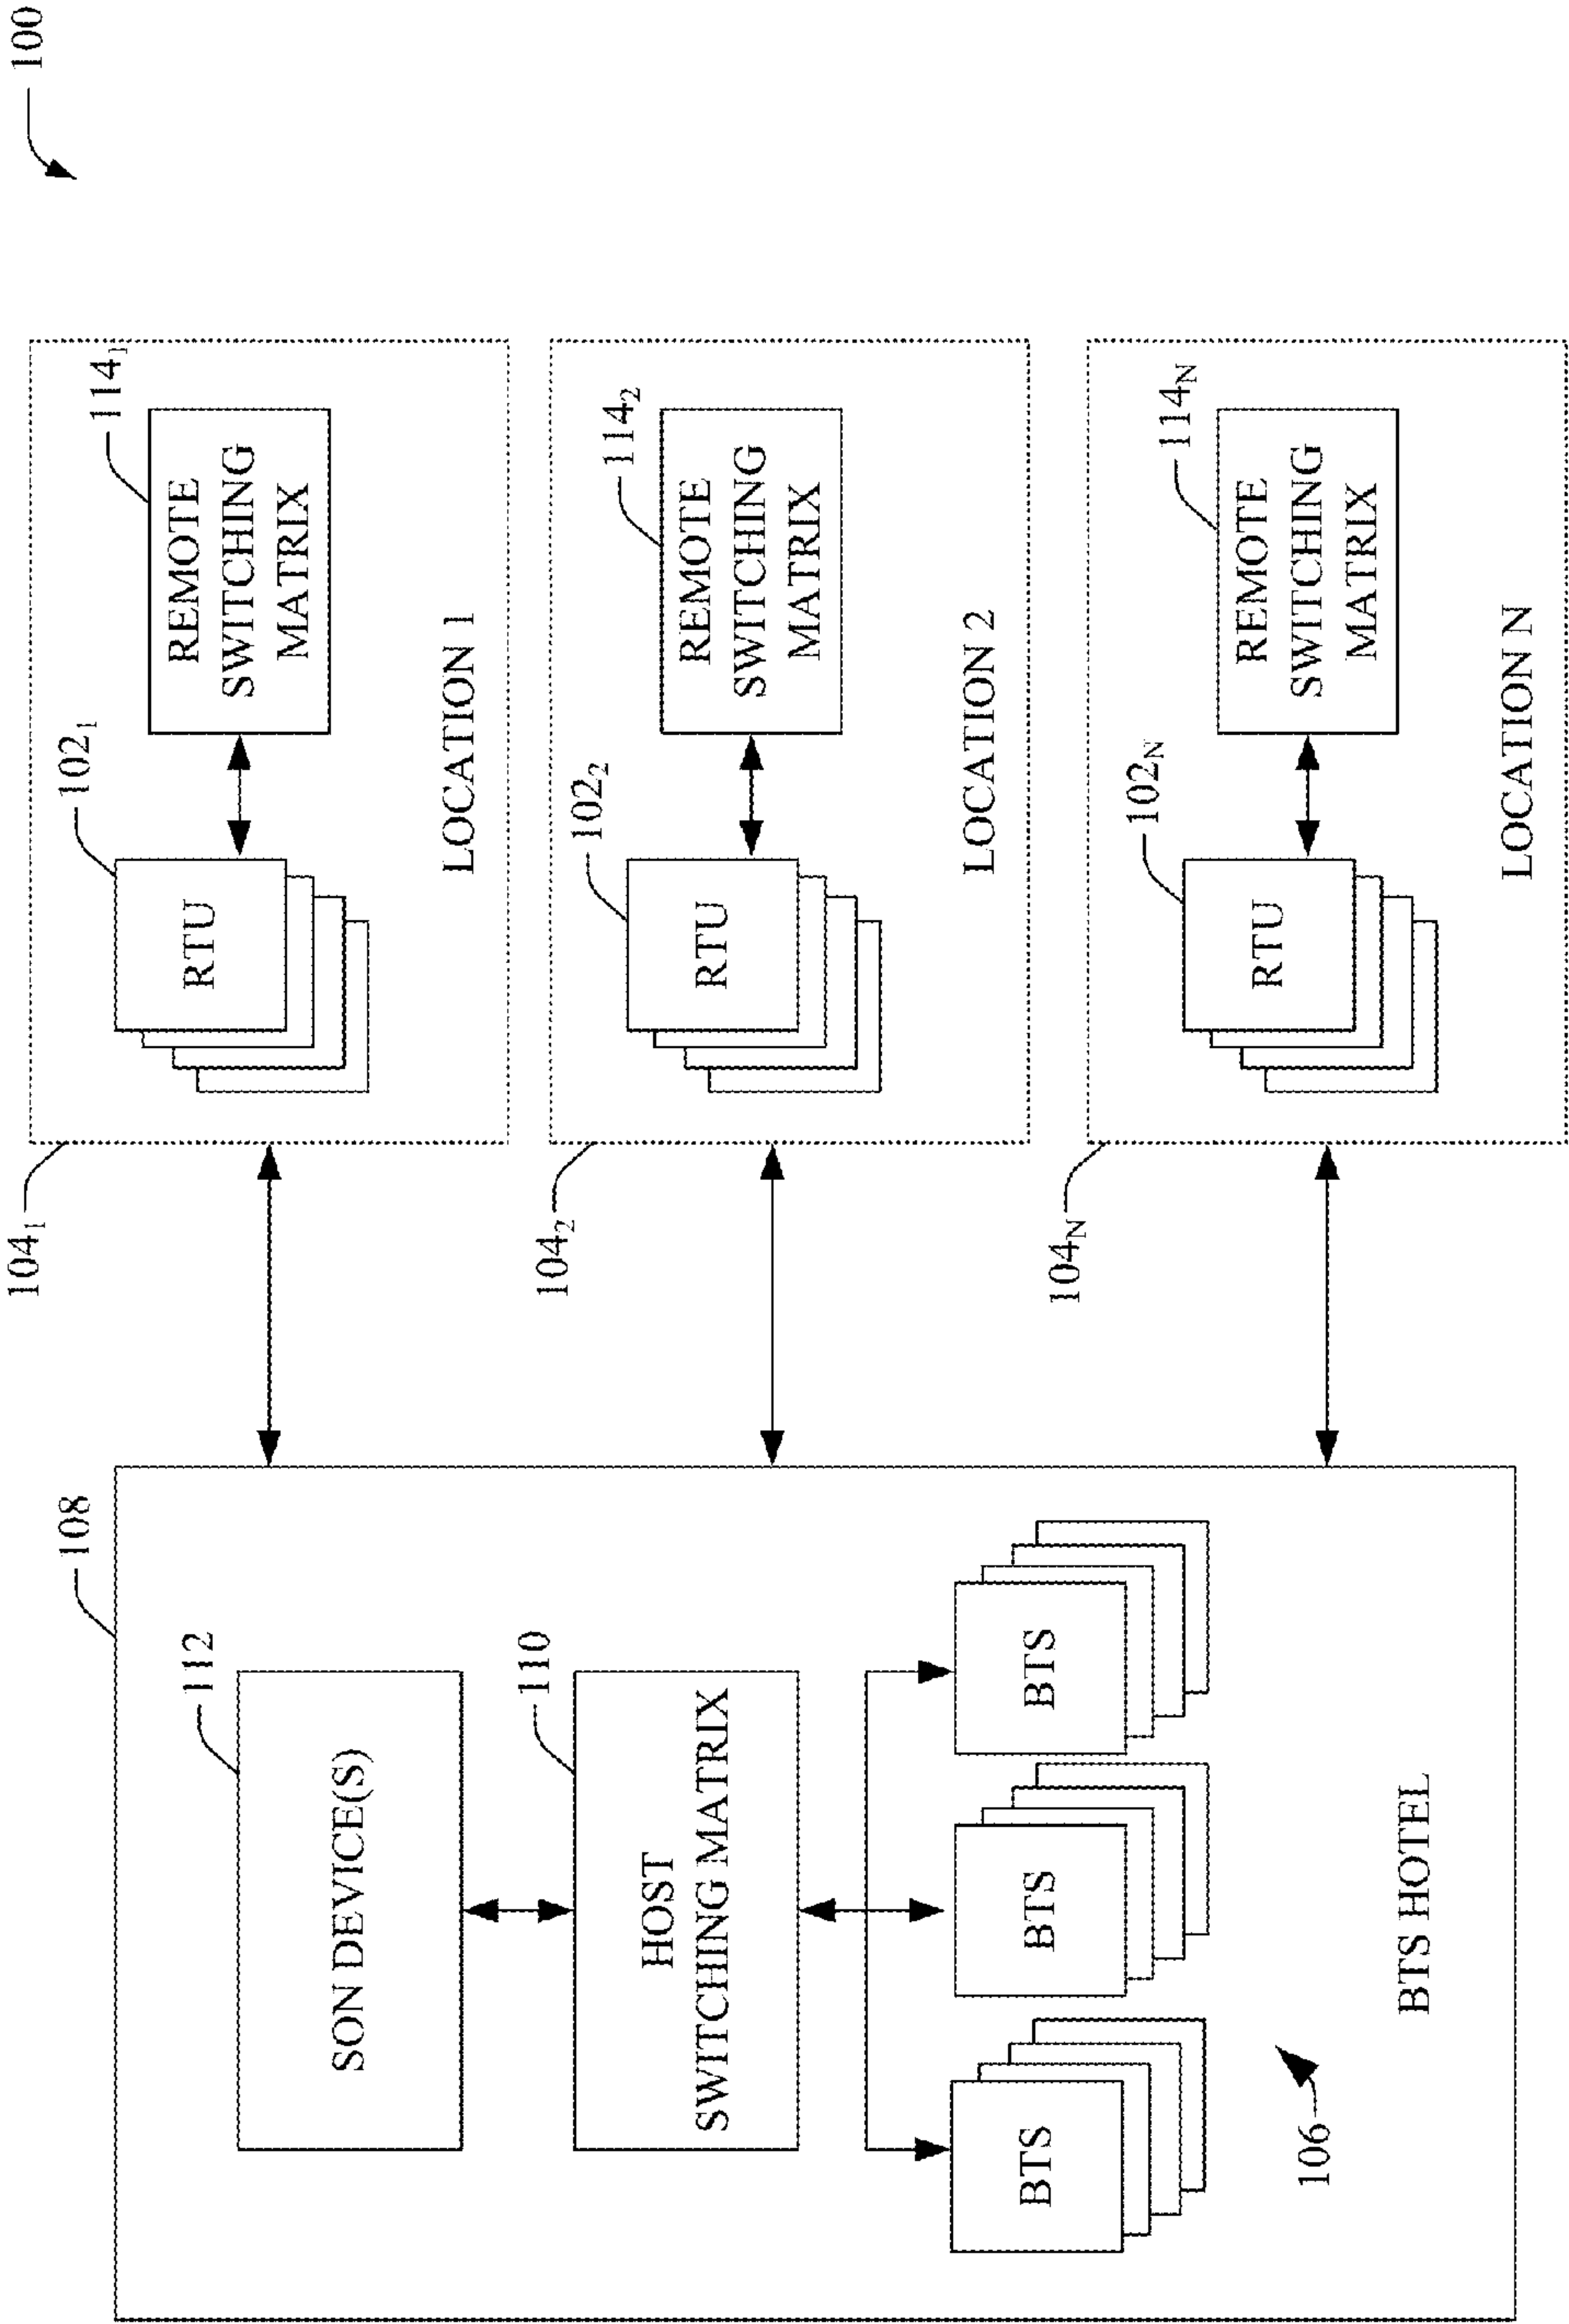 100
108
112
SON DEVICE(S)
110
HOST
SWITCHING MATRIX
BTS
BTS
BTS
106
BTS HOTEL
104₁
102₁
114₁
RTU
REMOTE
SWITCHING
MATRIX
LOCATION 1
104₂
102₂
114₂
RTU
REMOTE
SWITCHING
MATRIX
LOCATION 2
104N
102N
114N
RTU
REMOTE
SWITCHING
MATRIX
LOCATION N